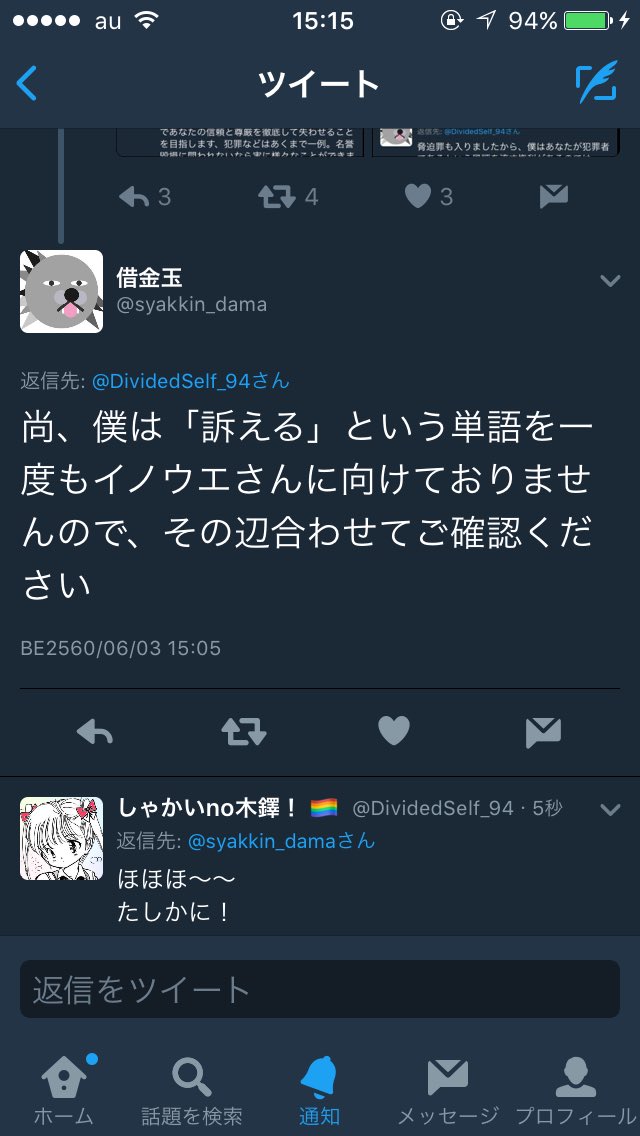 au 15:15 94%
ツイート
であなたの信頼と尊厳を徹底して失わせること
を目指します、犯罪などはあくまで一例。名誉
返信先: @DividedSelf_94さん
脅迫罪も入りましたから、僕はあなたが犯罪者
3 4 3
借金玉
@syakkin_dama
返信先: @DividedSelf_94さん
尚、僕は「訴える」という単語を一
度もイノウエさんに向けておりませ
んので、その辺合わせてご確認くだ
さい
BE2560/06/03 15:05
しゃかいno木鐸！🏳️‍🌈 @DividedSelf_94 · 5秒
返信先: @syakkin_damaさん
ほほほ〜〜
たしかに！
返信をツイート
ホーム 話題を検索 通知 メッセージ プロフィール